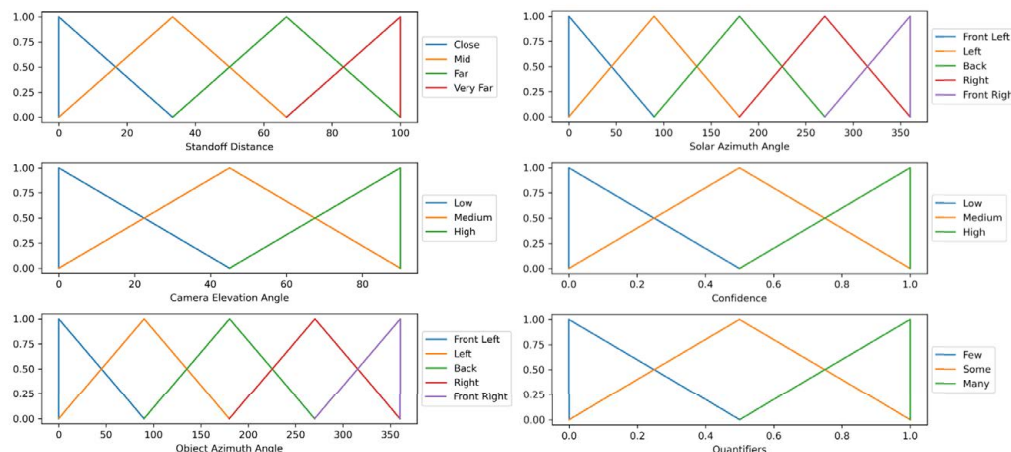 1.00
0.75
0.50
0.25
0.00
0 20 40 60 80 100
Standoff Distance
Close
Mid
Far
Very Far
1.00
0.75
0.50
0.25
0.00
0 50 100 150 200 250 300 350
Solar Azimuth Angle
Front Left
Left
Back
Right
Front Righ
1.00
0.75
0.50
0.25
0.00
0 20 40 60 80
Camera Elevation Angle
Low
Medium
High
1.00
0.75
0.50
0.25
0.00
0.0 0.2 0.4 0.6 0.8 1.0
Confidence
Low
Medium
High
1.00
0.75
0.50
0.25
0.00
0 50 100 150 200 250 300 350
Object Azimuth Angle
Front Left
Left
Back
Right
Front Right
1.00
0.75
0.50
0.25
0.00
0.0 0.2 0.4 0.6 0.8 1.0
Quantifiers
Few
Some
Many